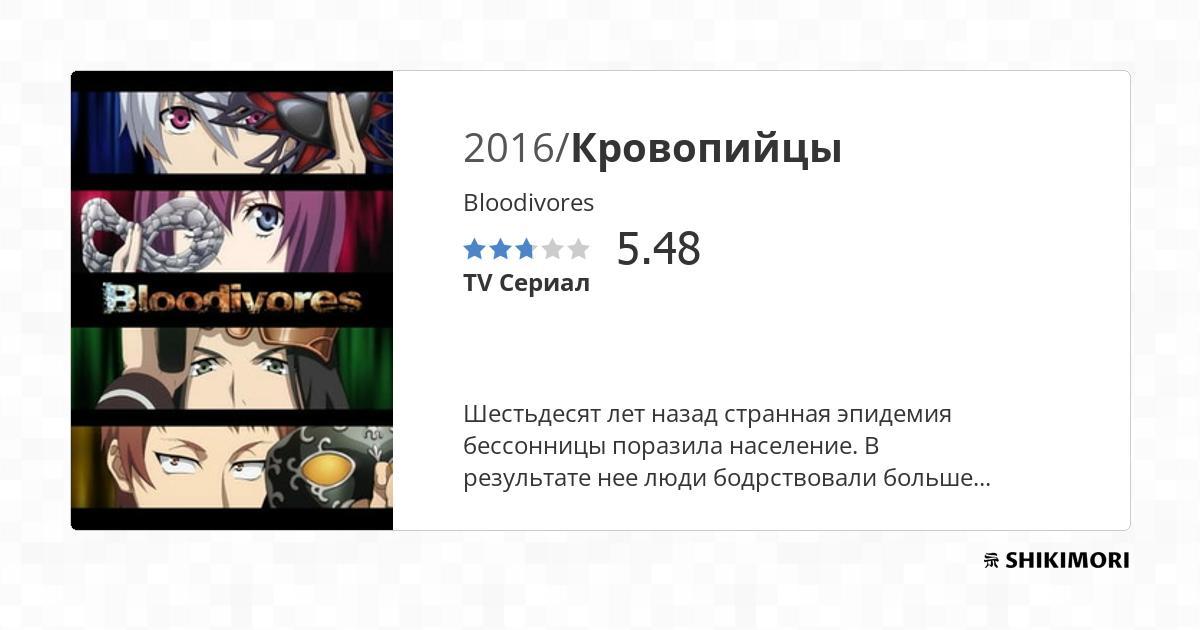 2016/Кровопийцы
Bloodivores
5.48
TV Сериал
Bloodivores
Шестьдесят лет назад странная эпидемия
бессонницы поразила население. В
результате нее люди бодрствовали больше...
SHIKIMORI